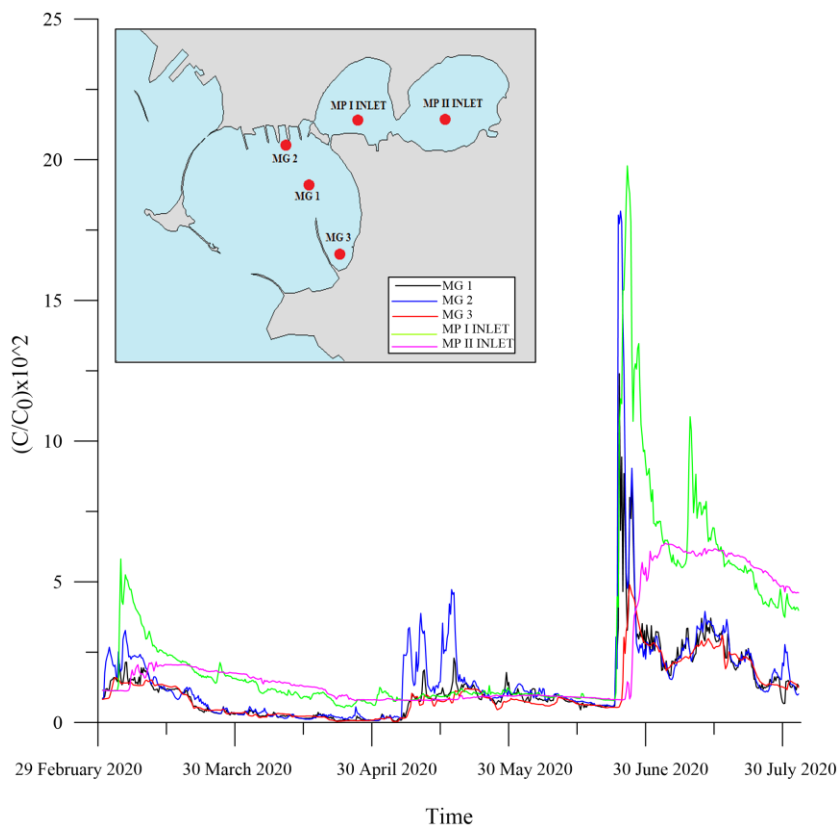 25
20
15
10
5
0
(C/C0)x10^2
MP I INLET
MP II INLET
MG 2
MG 1
MG 3
MG 1
MG 2
MG 3
MP I INLET
MP II INLET
29 February 2020 30 March 2020 30 April 2020 30 May 2020 30 June 2020 30 July 2020
Time